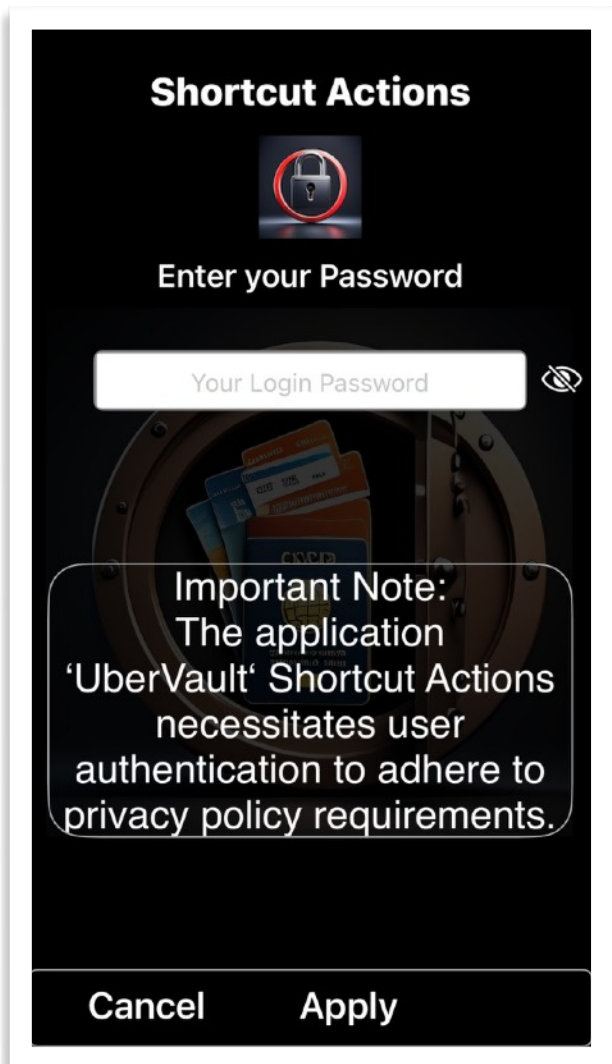 Shortcut Actions
Enter your Password
Your Login Password
Important Note:
The application
‘UberVault‘ Shortcut Actions
necessitates user
authentication to adhere to
privacy policy requirements.
Cancel Apply